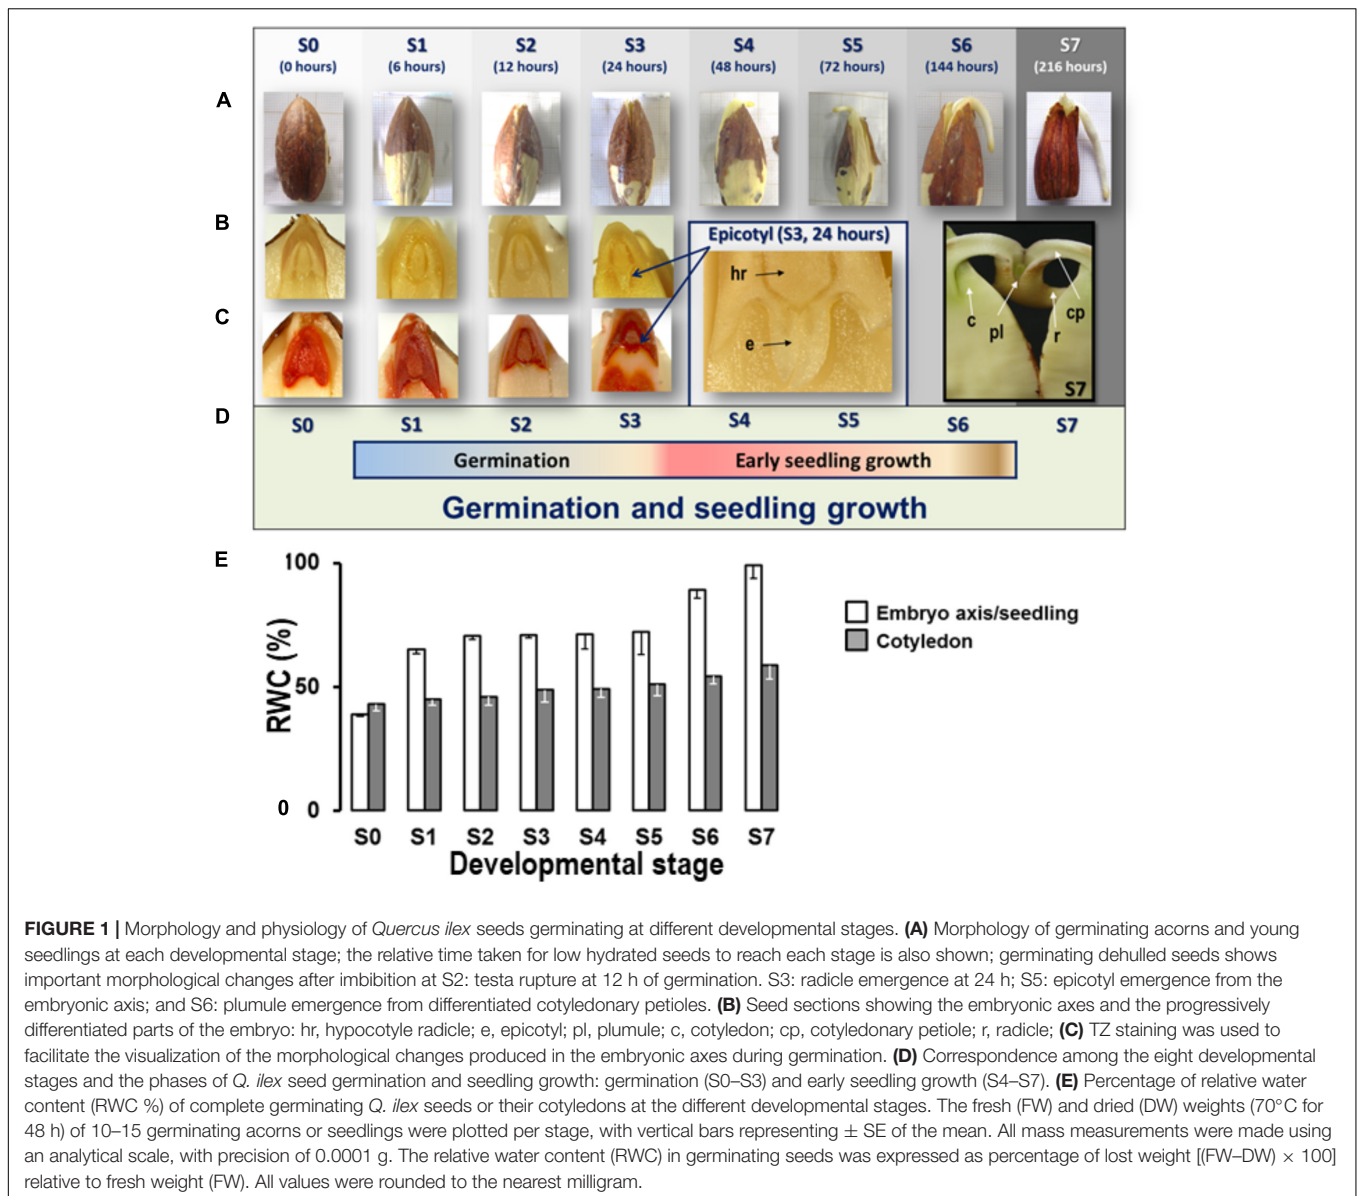 S0 S1 S2 S3 S4 S5 S6 S7
(0 hours) (6 hours) (12 hours) (24 hours) (48 hours) (72 hours) (144 hours) (216 hours)
A
B
Epicotyl (S3, 24 hours)
hr
e
c
pl
r
cp
S7
C
D
S0 S1 S2 S3 S4 S5 S6 S7
Germination Early seedling growth
Germination and seedling growth
E
100
50
0 0
RWC (%)
Embryo axis/seedling
Cotyledon
S0 S1 S2 S3 S4 S5 S6 S7
Developmental stage
FIGURE 1 | Morphology and physiology of Quercus ilex seeds germinating at different developmental stages. (A) Morphology of germinating acorns and young
seedlings at each developmental stage; the relative time taken for low hydrated seeds to reach each stage is also shown; germinating dehulled seeds shows
important morphological changes after imbibition at S2: testa rupture at 12 h of germination. S3: radicle emergence at 24 h; S5: epicotyl emergence from the
embryonic axis; and S6: plumule emergence from differentiated cotyledonary petioles. (B) Seed sections showing the embryonic axes and the progressively
differentiated parts of the embryo: hr, hypocotyle radicle; e, epicotyl; pl, plumule; c, cotyledon; cp, cotyledonary petiole; r, radicle; (C) TZ staining was used to
facilitate the visualization of the morphological changes produced in the embryonic axes during germination. (D) Correspondence among the eight developmental
stages and the phases of Q. ilex seed germination and seedling growth: germination (S0–S3) and early seedling growth (S4–S7). (E) Percentage of relative water
content (RWC %) of complete germinating Q. ilex seeds or their cotyledons at the different developmental stages. The fresh (FW) and dried (DW) weights (70°C for
48 h) of 10–15 germinating acorns or seedlings were plotted per stage, with vertical bars representing ± SE of the mean. All mass measurements were made using
an analytical scale, with precision of 0.0001 g. The relative water content (RWC) in germinating seeds was expressed as percentage of lost weight [(FW–DW) × 100]
relative to fresh weight (FW). All values were rounded to the nearest milligram.